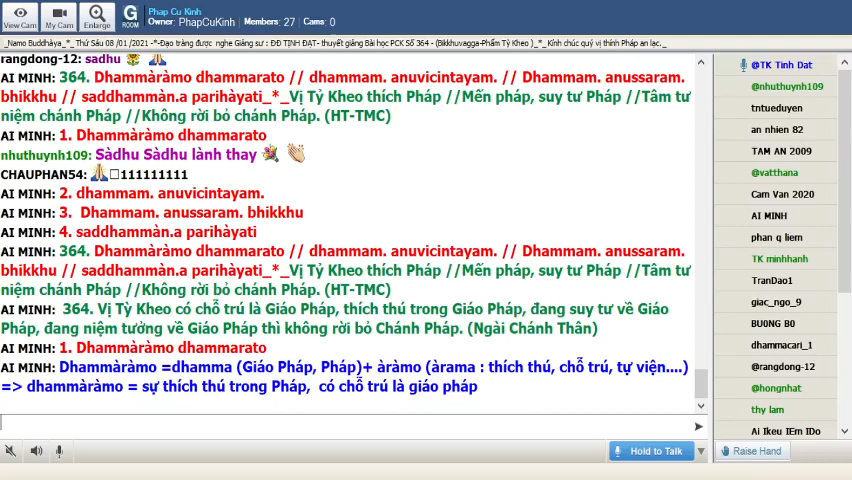 View Cam
My Cam
Enlarge
G
ROOM
Phap Cu Kinh
Owner: PhapCuKinh Members: 27 Cams: 0
_Namo Buddhàya_*_ Thứ Sáu 08 /01 /2021 -*-Đạo tràng được nghe Giảng sư : ĐĐ TỊNH ĐẠT- thuyết giảng Bài học PCK Số 364 - (Bikkhuvagga-Phẩm Tỳ Kheo )_*_ Kính chúc quý vị thính Pháp an lạc._
rangdong-12: sadhu 🌻 🙏
AI MINH: 364. Dhammàràmo dhammarato // dhammam. anuvicintayam. // Dhammam. anussaram.
bhikkhu // saddhammàn.a parihàyati_*_Vị Tỷ Kheo thích Pháp //Mến pháp, suy tư Pháp //Tâm tư
niệm chánh Pháp //Không rời bỏ chánh Pháp. (HT-TMC)
AI MINH: 1. Dhammàràmo dhammarato
nhuthuynh109: Sàdhu Sàdhu lành thay 💐 👏
CHAUPHAN54: 🙏□111111111
AI MINH: 2. dhammam. anuvicintayam.
AI MINH: 3. Dhammam. anussaram. bhikkhu
AI MINH: 4. saddhammàn.a parihàyati
AI MINH: 364. Dhammàràmo dhammarato // dhammam. anuvicintayam. // Dhammam. anussaram.
bhikkhu // saddhammàn.a parihàyati_*_Vị Tỷ Kheo thích Pháp //Mến pháp, suy tư Pháp //Tâm tư
niệm chánh Pháp //Không rời bỏ chánh Pháp. (HT-TMC)
AI MINH: 364. Vị Tỳ Kheo có chỗ trú là Giáo Pháp, thích thú trong Giáo Pháp, đang suy tư về Giáo
Pháp, đang niệm tưởng về Giáo Pháp thì không rời bỏ Chánh Pháp. (Ngài Chánh Thân)
AI MINH: 1. Dhammàràmo dhammarato
AI MINH: Dhammàràmo =dhamma (Giáo Pháp, Pháp)+ àràmo (àrama : thích thú, chỗ trú, tự viện....)
=> dhammàràmo = sự thích thú trong Pháp, có chỗ trú là giáo pháp
Hold to Talk
@TK Tinh Dat
@nhuthuynh109
tntueduyen
an nhien 82
TAM AN 2009
@vatthana
Cam Van 2020
AI MINH
phan q liem
TK minhhanh
TranDao1
giac_ngo_9
BU0NG B0
dhammacari_1
@rangdong-12
@hongnhat
thy lam
Ai Ikeu IEm IDo
Raise Hand